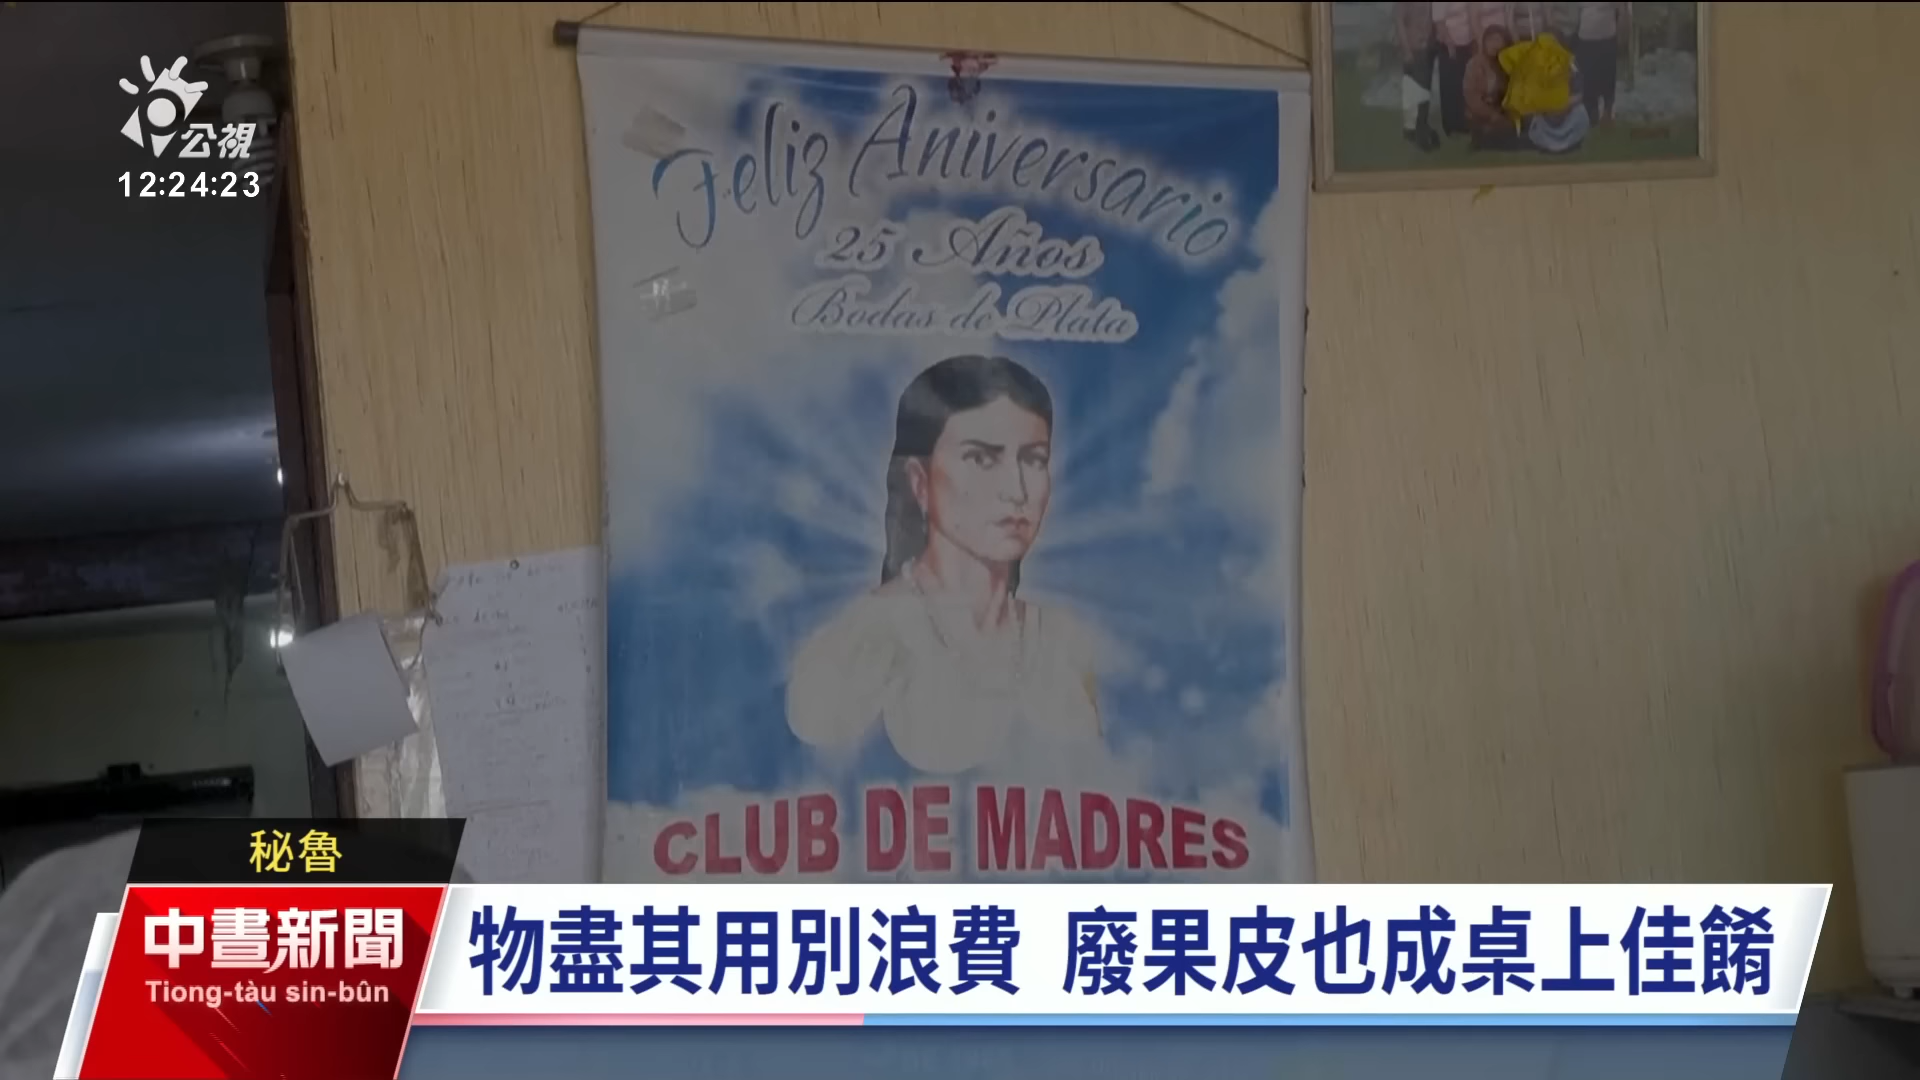 公視
12:24:23
Feliz Aniversario
25 Años
Bodas de Plata
CLUB DE MADRES
秘魯
中晝新聞
Tiong-tàu sin-bûn
物盡其用別浪費 廢果皮也成桌上佳餚